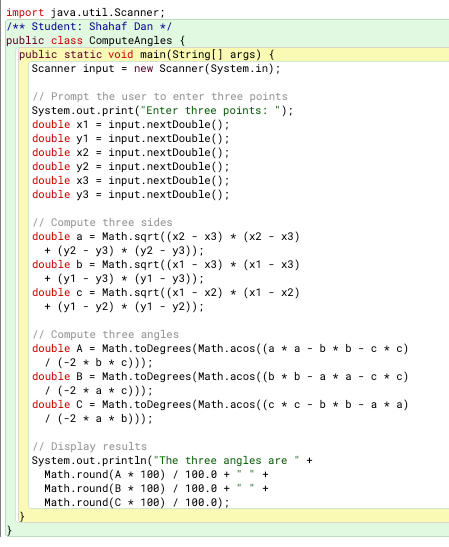 import java.util.Scanner;
/** Student: Shahaf Dan */
public class ComputeAngles {
public static void main(String[] args) {
Scanner input = new Scanner(System.in);
// Prompt the user to enter three points
System.out.print("Enter three points: ");
double x1 = input.nextDouble();
double y1 = input.nextDouble();
double x2 = input.nextDouble();
double y2 = input.nextDouble();
double x3 = input.nextDouble();
double y3 = input.nextDouble();
// Compute three sides
double a = Math.sqrt((x2 - x3) * (x2 - x3)
+ (y2 - y3) * (y2 - y3));
double b = Math.sqrt((x1 - x3) * (x1 - x3)
+ (y1 - y3) * (y1 - y3));
double c = Math.sqrt((x1 - x2) * (x1 - x2)
+ (y1 - y2) * (y1 - y2));
// Compute three angles
double A = Math.toDegrees(Math.acos((a * a - b * b - c * c)
/ (-2 * b * c)));
double B = Math.toDegrees(Math.acos((b * b - a * a - c * c)
/ (-2 * a * c)));
double C = Math.toDegrees(Math.acos((c * c - b * b - a * a)
/ (-2 * a * b)));
// Display results
System.out.println("The three angles are " +
Math.round(A * 100) / 100.0 + " " +
Math.round(B * 100) / 100.0 + " " +
Math.round(C * 100) / 100.0);
}
}